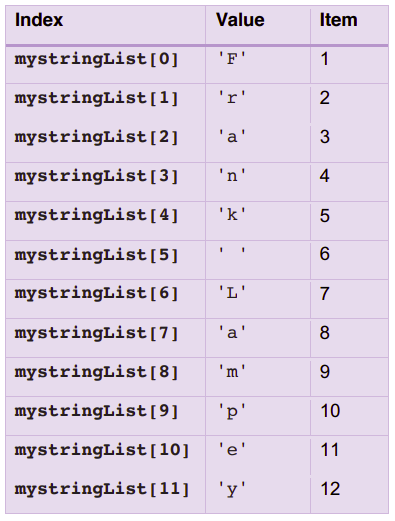 Index Value Item
mystringList[0] 'F' 1
mystringList[1] 'r' 2
mystringList[2] 'a' 3
mystringList[3] 'n' 4
mystringList[4] 'k' 5
mystringList[5] ' ' 6
mystringList[6] 'L' 7
mystringList[7] 'a' 8
mystringList[8] 'm' 9
mystringList[9] 'p' 10
mystringList[10] 'e' 11
mystringList[11] 'y' 12